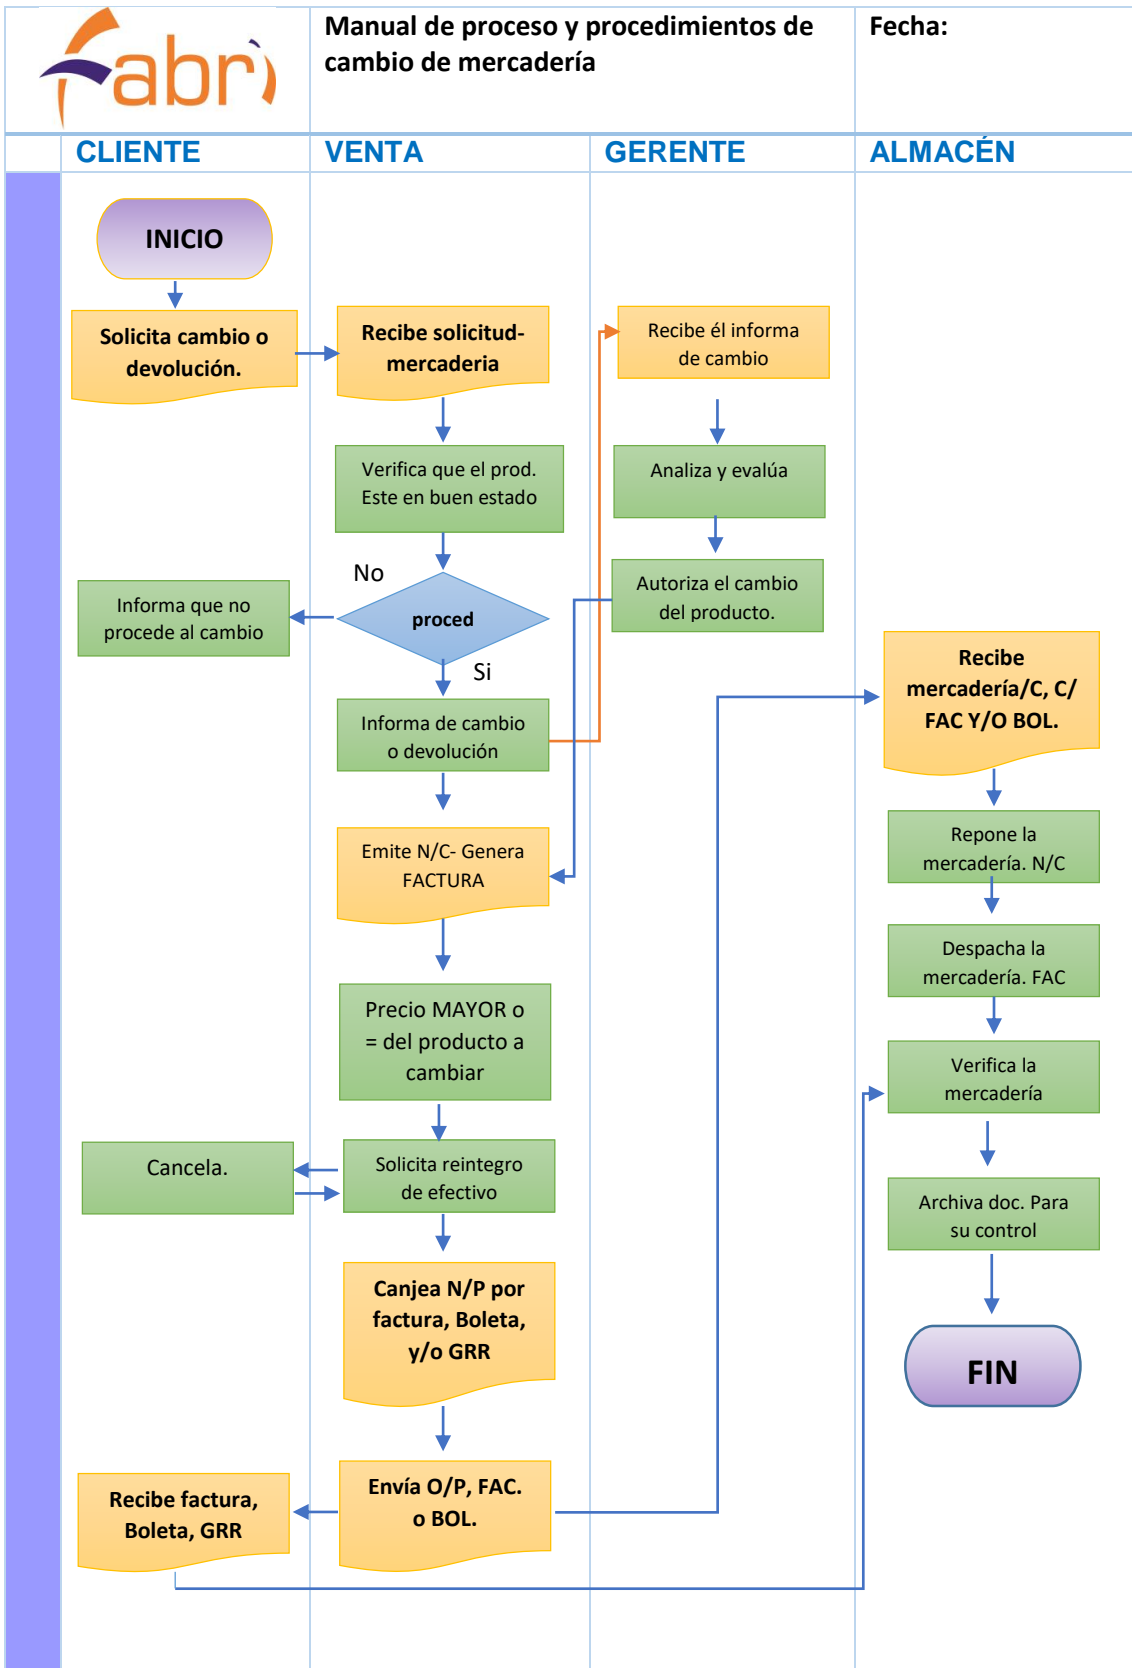 Fabrì
Manual de proceso y procedimientos de
cambio de mercadería
Fecha:
CLIENTE
VENTA
GERENTE
ALMACÉN
INICIO
Solicita cambo o
devolución.
Recibe solicitud-
mercaderia
Recibe él informa
de cambio
Verifica que el prod.
Este en buen estado
Analiza y evalúa
No
proced
Si
Informa que no
procede al cambio
Autoriza el cambio
del producto.
Informa de cambio
o devolución
Recibe
mercadería/C, C/
FAC Y/O BOL.
Emite N/C- Genera
FACTURA
Repone la
mercadería. N/C
Despacha la
mercadería. FAC
Precio MAYOR o
= del producto a
cambiar
Verifica la
mercadería
Cancela.
Solicita reintegro
de efectivo
Archiva doc. Para
su control
Canjea N/P por
factura, Boleta,
y/o GRR
FIN
Recibe factura,
Boleta, GRR
Envía O/P, FAC.
o BOL.